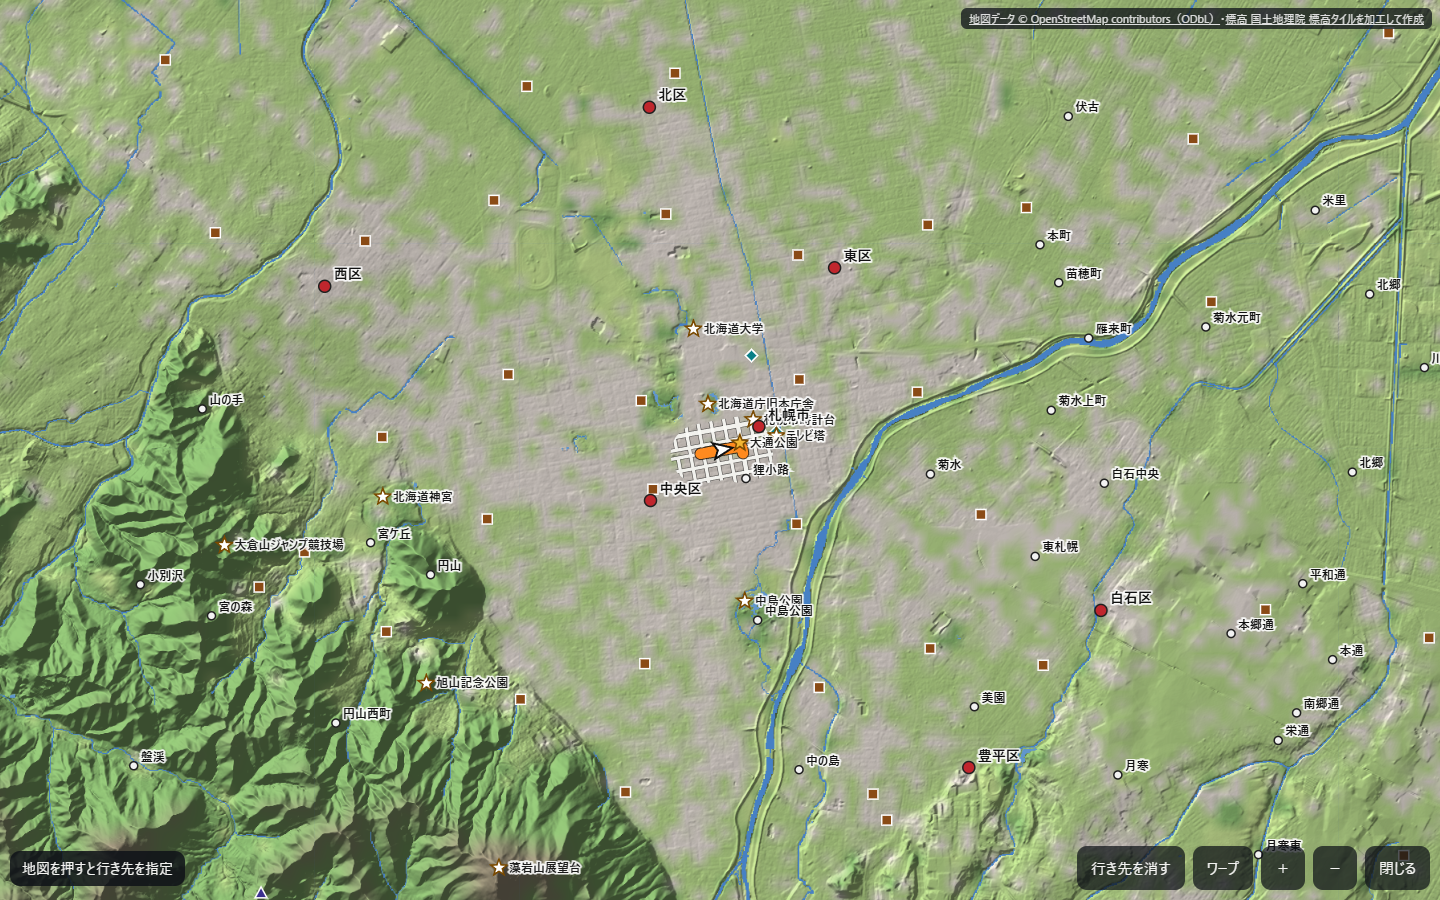 地図データ © OpenStreetMap contributors（ODbL）・標高 国土地理院 標高タイルを加工して作成
北区
伏古
米里
本町
東区
西区
苗穂町
北郷
菊水元町
北海道大学
雁来町
山の手
北海道庁旧本庁舎
菊水上町
札幌市
時計台
テレビ塔
大通公園
狸小路
菊水
北郷
白石中央
中央区
北海道神宮
宮ケ丘
大倉山ジャンプ競技場
東札幌
円山
小別沢
平和通
宮の森
中島公園
中島公園
白石区
本郷通
本通
旭山記念公園
円山西町
美園
南郷通
栄通
盤渓
中の島
豊平区
月寒
月寒東
藻岩山展望台
地図を押すと行き先を指定
行き先を消す
ワープ
+
−
閉じる